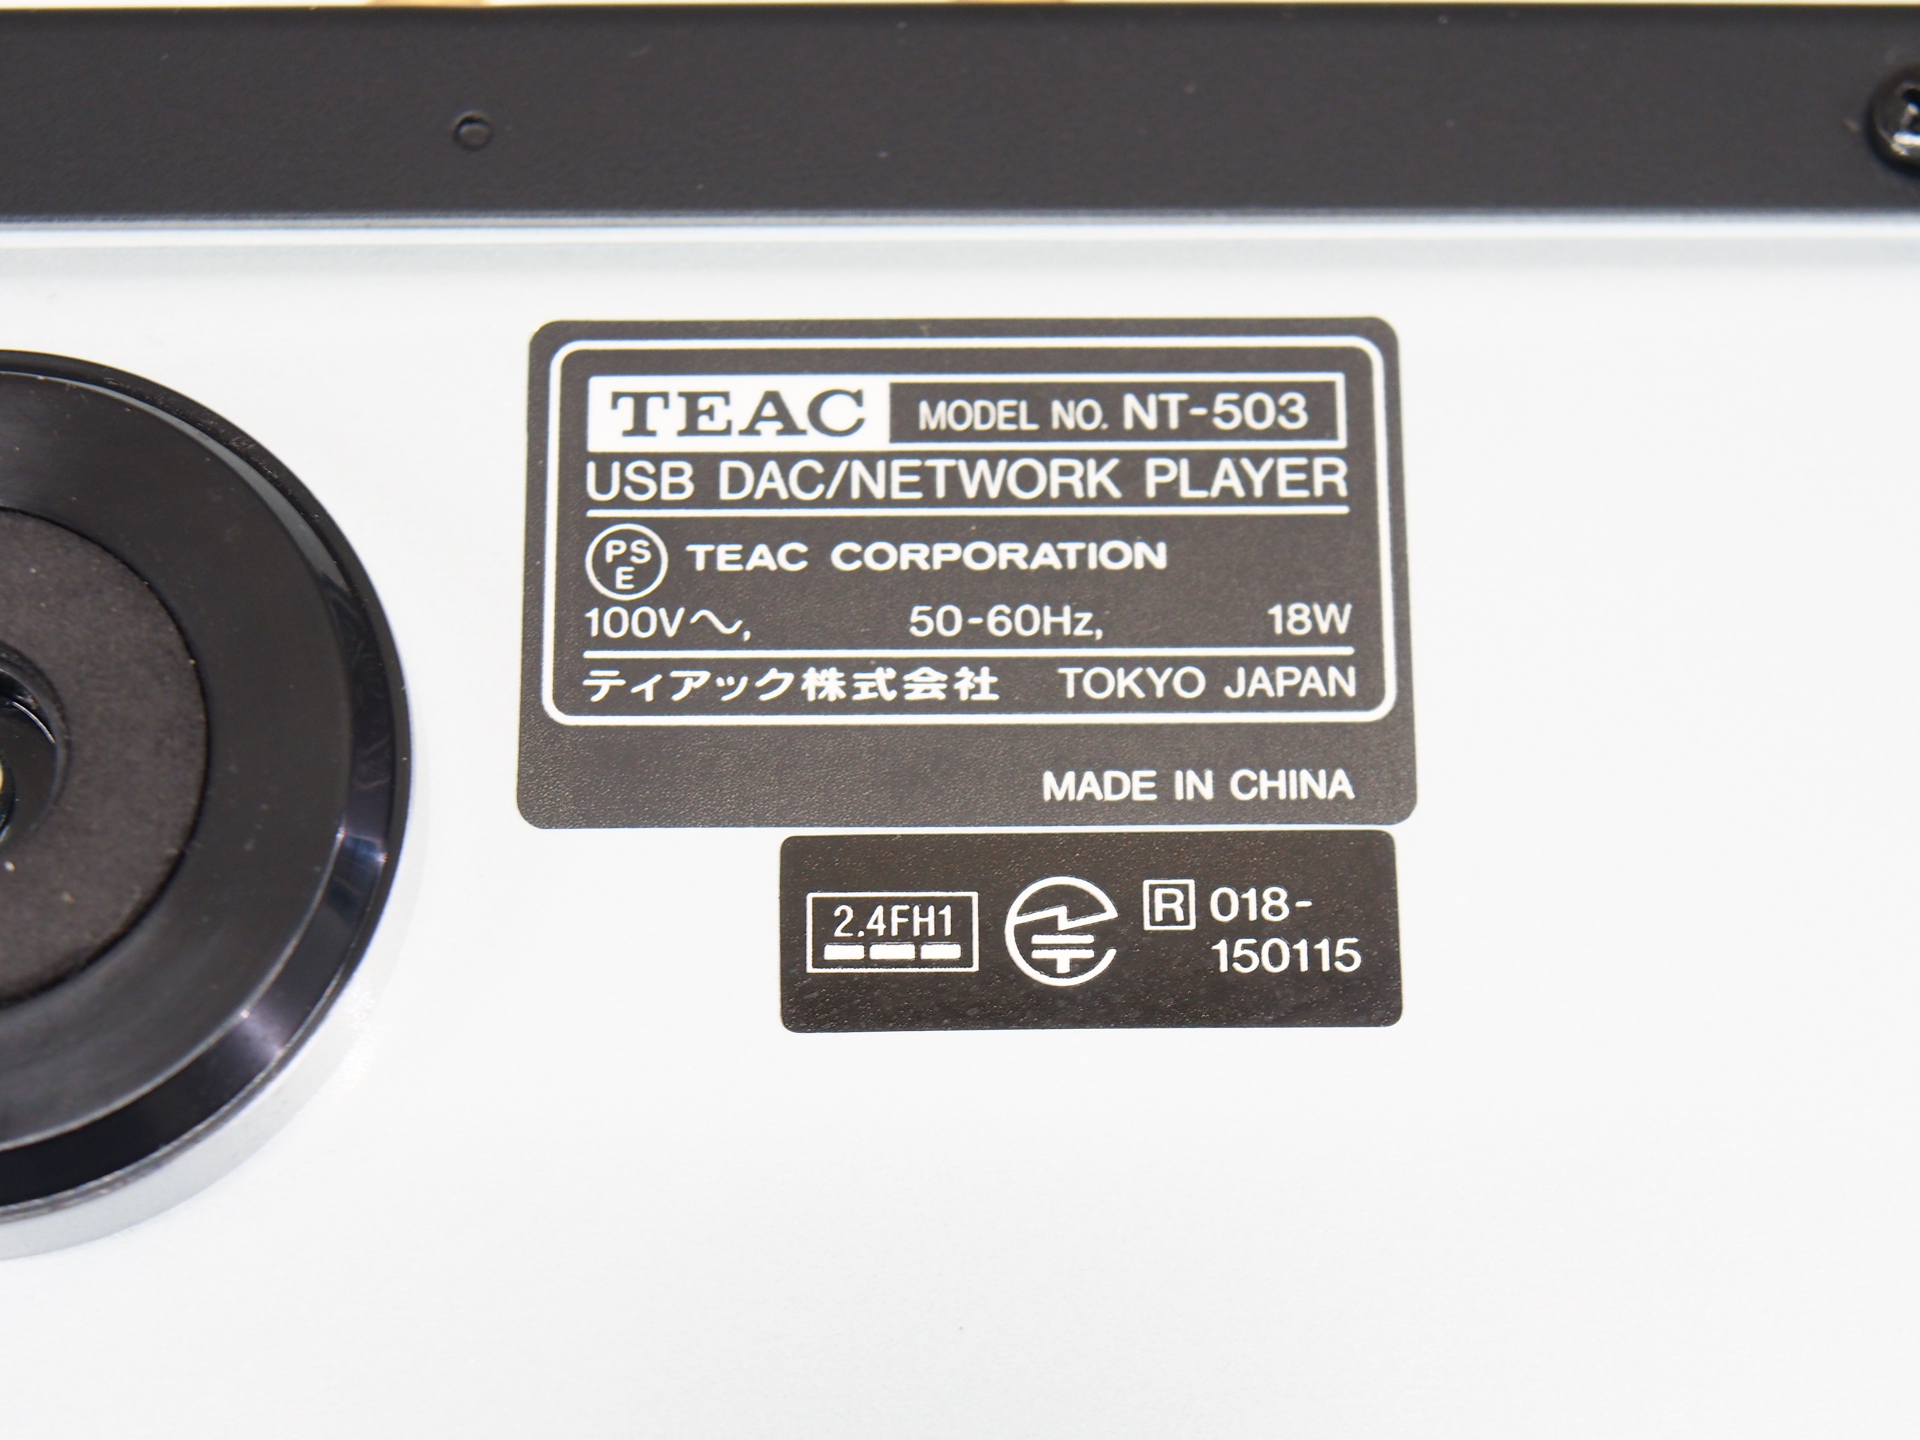 TEAC MODEL NO. NT-503
USB DAC/NETWORK PLAYER
PSE TEAC CORPORATION
100V～, 50-60Hz, 18W
ティアック株式会社 TOKYO JAPAN
MADE IN CHINA
2.4FH1
R 018-
150115